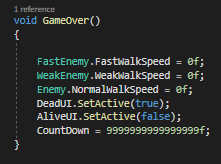 1 reference
void GameOver()
{
FastEnemy.FastWalkSpeed = 0f;
WeakEnemy.WeakWalkSpeed = 0f;
Enemy.NormalWalkSpeed = 0f;
DeadUI.SetActive(true);
AliveUI.SetActive(false);
CountDown = 9999999999999999f;
}